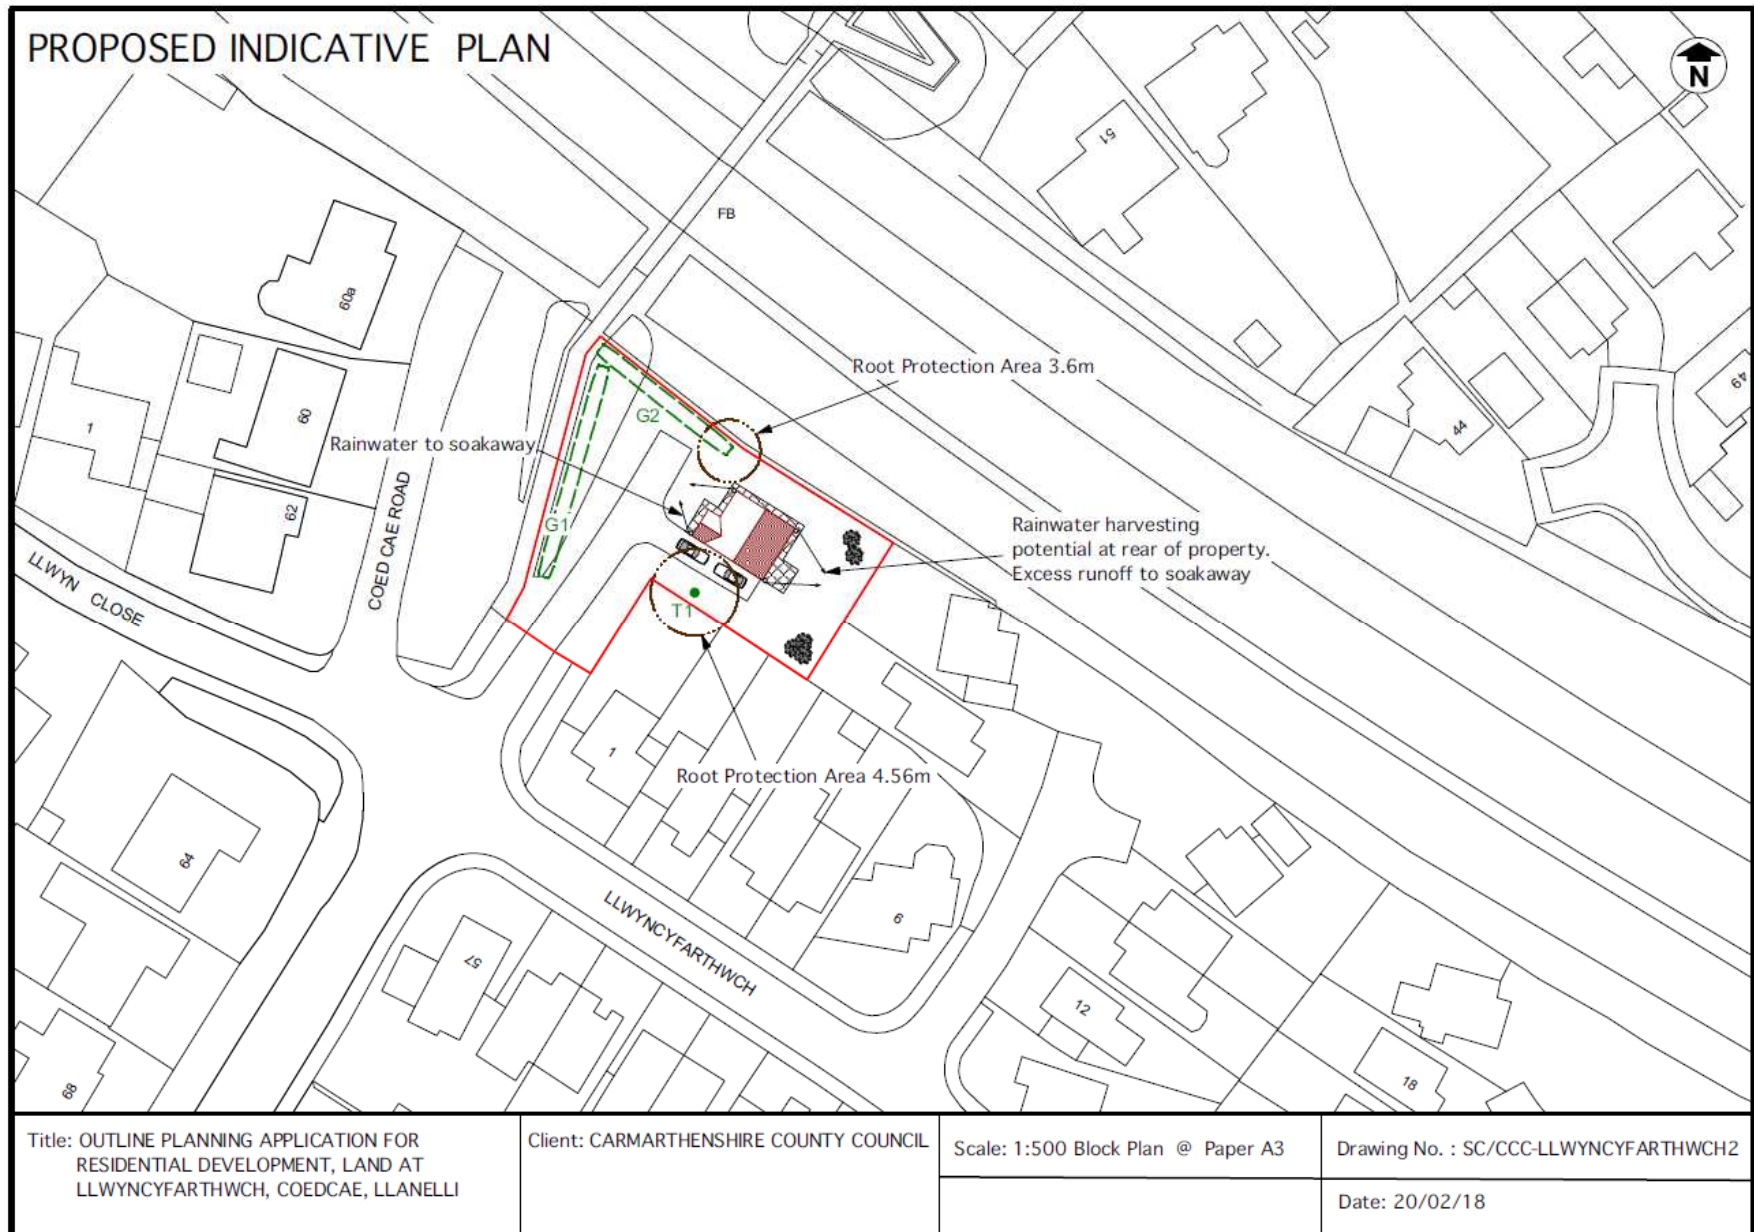 PROPOSED INDICATIVE PLAN
N
51
FB
60a
Root Protection Area 3.6m
49
60
G2
1
Rainwater to soakaway
44
62
COED CAE ROAD
G1
Rainwater harvesting
potential at rear of property.
Excess runoff to soakaway
LLWYN CLOSE
T1
1
Root Protection Area 4.56m
64
LLWYNCYFARTHWCH
6
57
12
18
68
Title: OUTLINE PLANNING APPLICATION FOR
RESIDENTIAL DEVELOPMENT, LAND AT
LLWYNCYFARTHWCH, COEDCAE, LLANELLI
Client: CARMARTHENSHIRE COUNTY COUNCIL
Scale: 1:500 Block Plan @ Paper A3
Drawing No. : SC/CCC-LLWYNCYFARTHWCH2
Date: 20/02/18